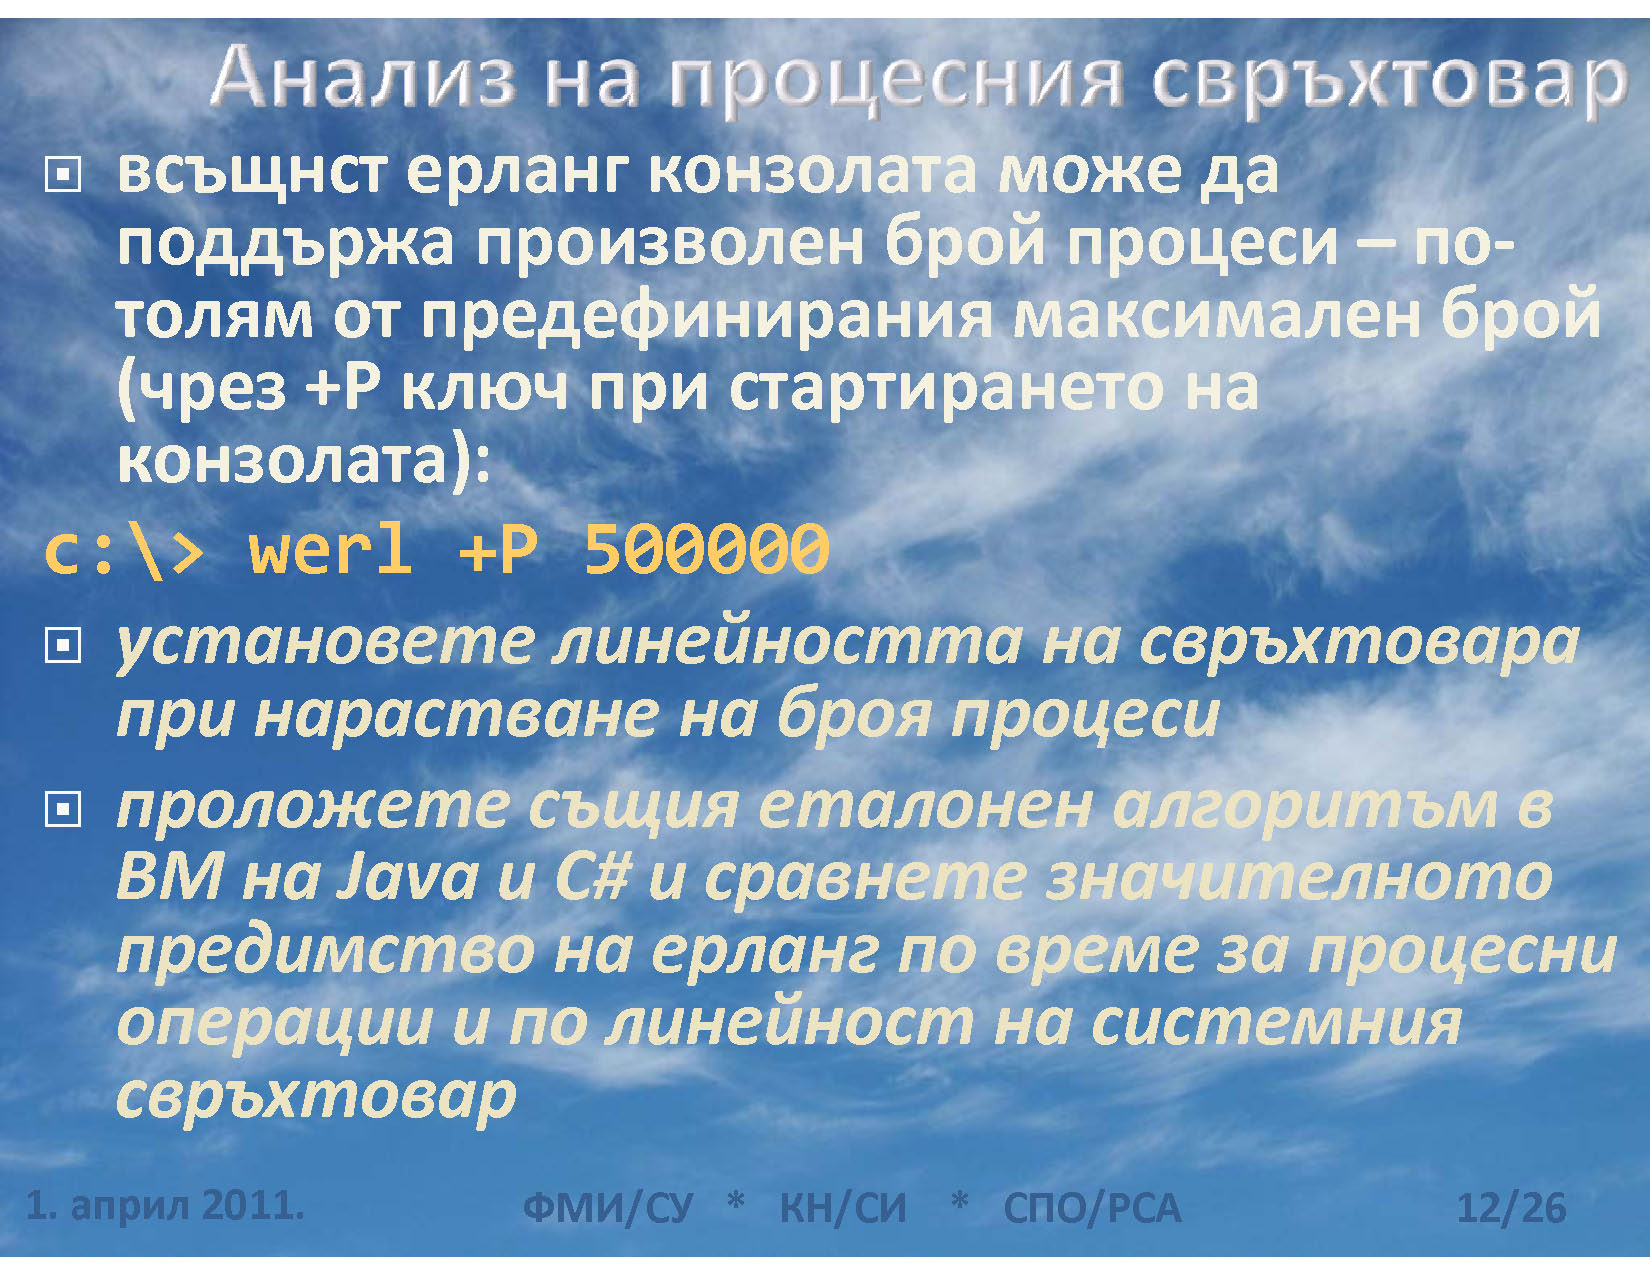 Анализ на процесния свръхтовар
всъщнст ерланг конзолата може да
поддържа произволен брой процеси – по-
толям от предефинирания максимален брой
(чрез +P ключ при стартирането на
конзолата):
c:\> werl +P 500000
установете линейността на свръхтовара
при нарастване на броя процеси
проложете същия еталонен алгоритъм в
ВМ на Java и C# и сравнете значителното
предимство на ерланг по време за процесни
операции и по линейност на системния
свръхтовар
1. април 2011. ФМИ/СУ * КН/СИ * СПО/РСА 12/26